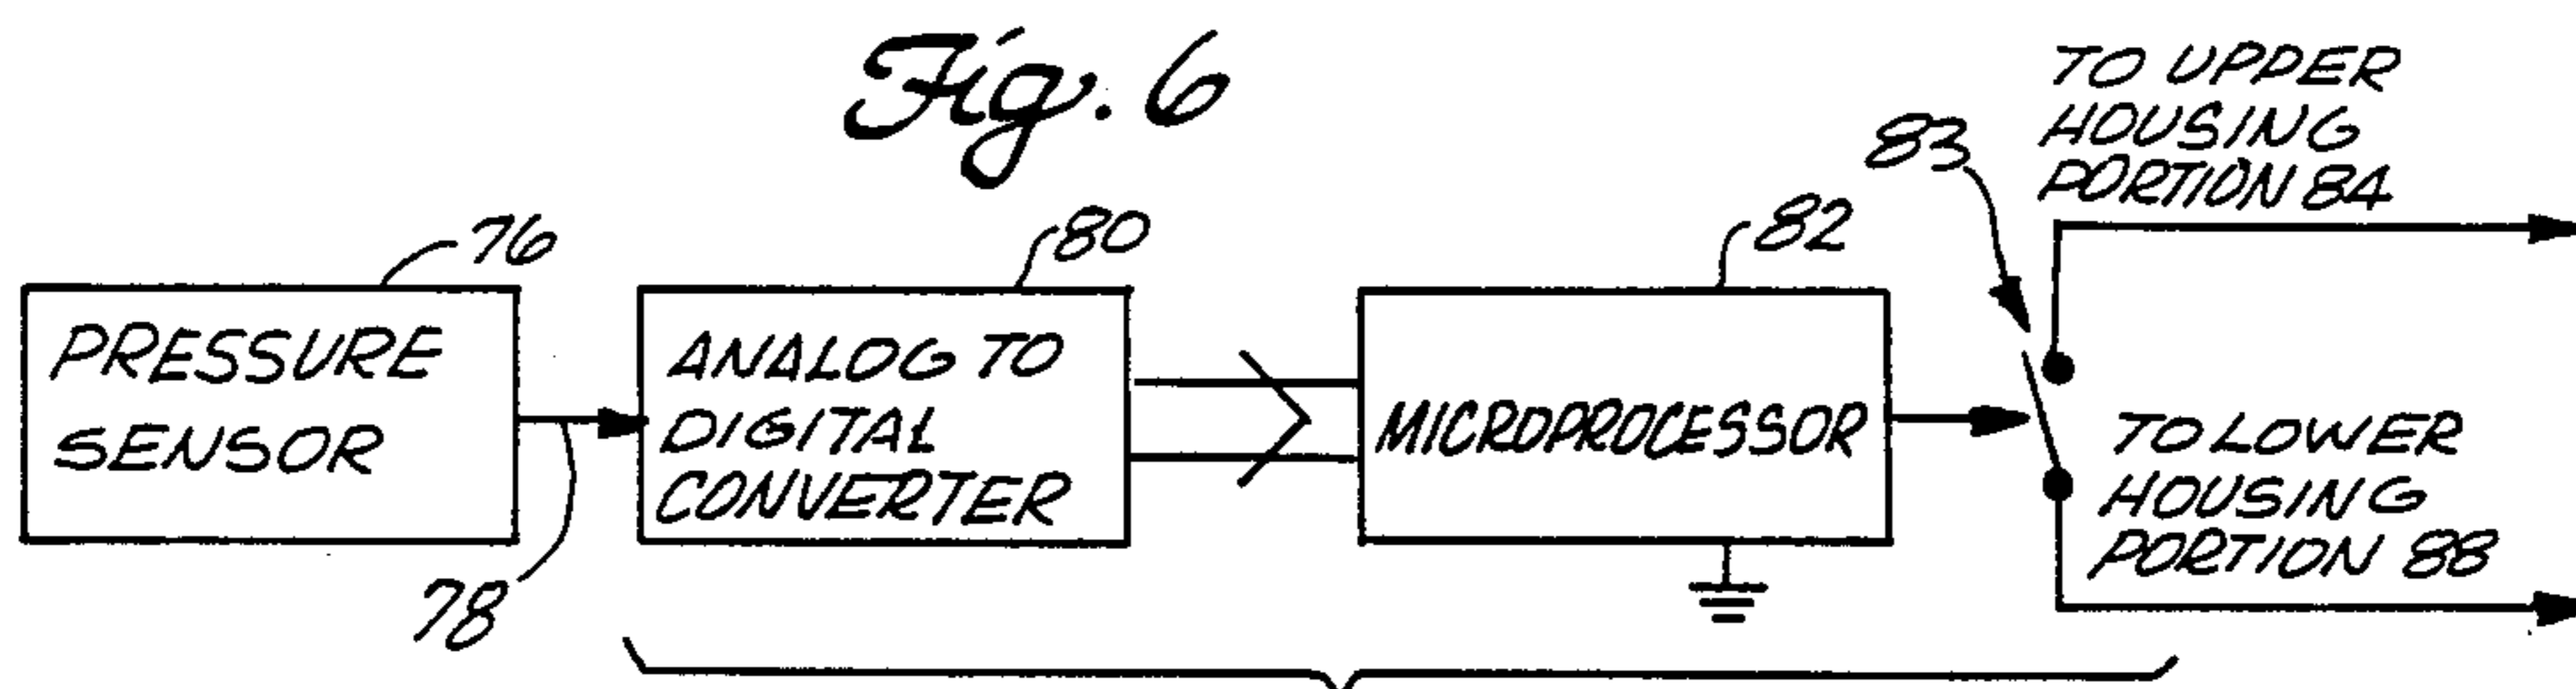 Fig. 6
TO UPPER
HOUSING
PORTION 84
83
76
80
82
PRESSURE
SENSOR
78
ANALOG TO
DIGITAL
CONVERTER
MICROPROCESSOR
TO LOWER
HOUSING
PORTION 88